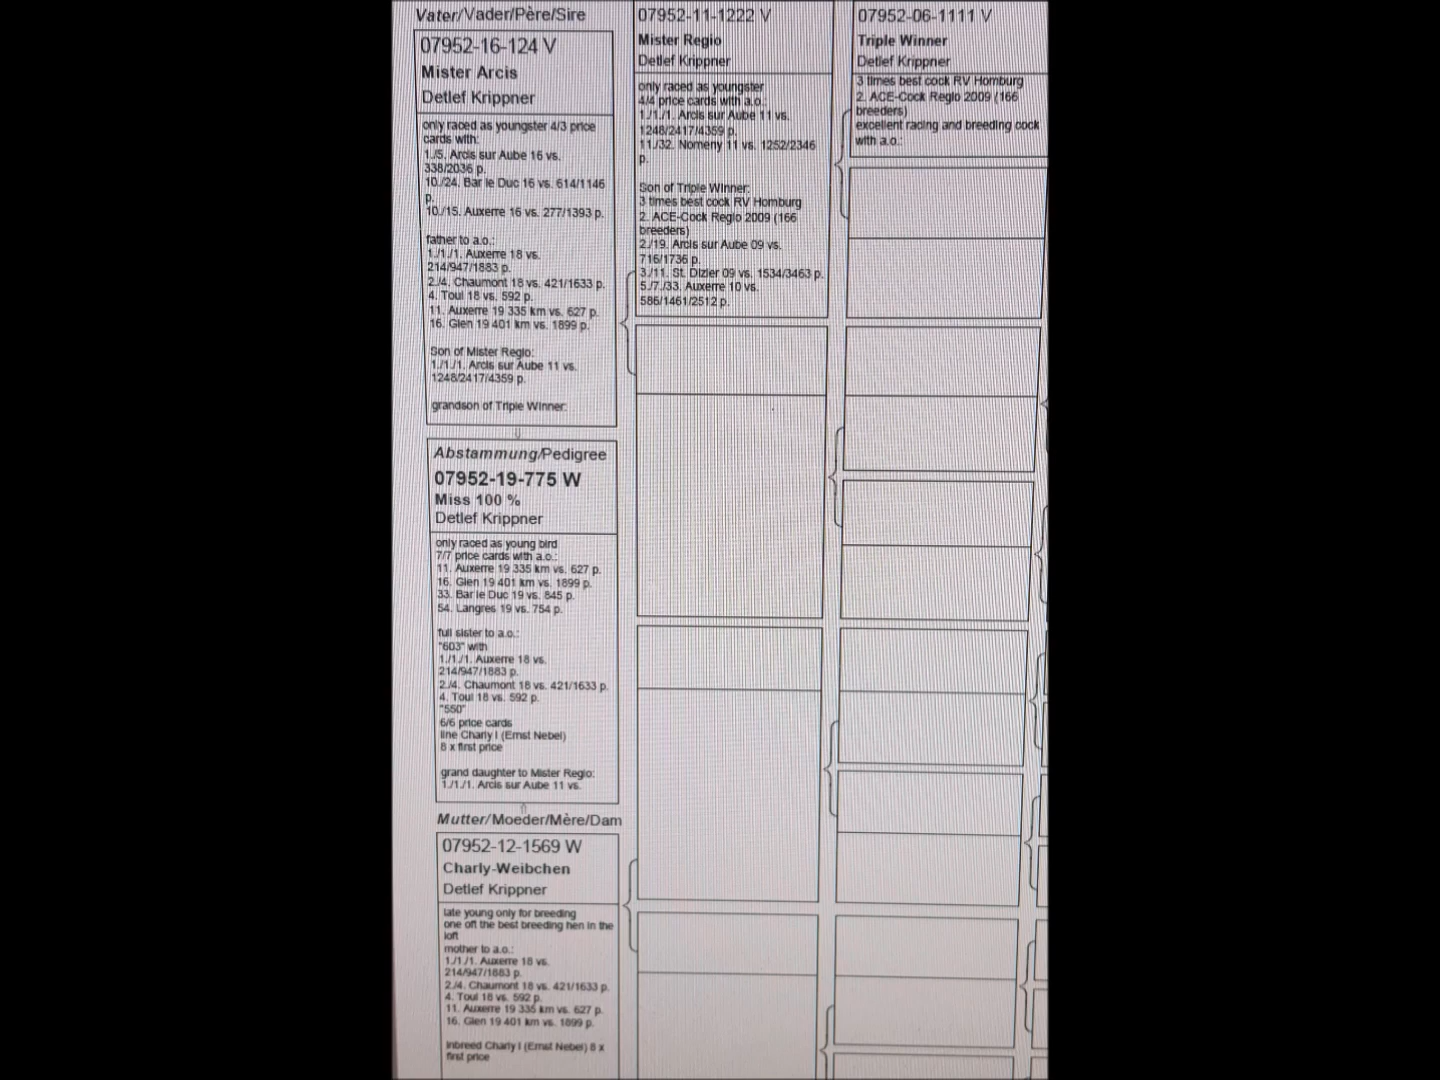 Vater/Vader/Père/Sire
07952-16-124 V
Mister Arcis
Detlef Krippner
only raced as youngster 4/3 price
cards with:
1./5. Arcis sur Aube 16 vs.
338/2036 p.
10./24. Bar le Duc 16 vs. 614/1146
p.
10./15. Auxerre 16 vs. 277/1393 p.
father to a.o.:
1./1./1. Auxerre 18 vs.
214/947/1883 p.
2./4. Chaumont 18 vs. 421/1633 p.
4. Toul 18 vs. 592 p.
11. Auxerre 19 335 km vs. 627 p.
16. Gien 19 401 km vs. 1899 p.
Son of Mister Regio:
1./1./1. Arcis sur Aube 11 vs.
1248/2417/4359 p.
grandson of Triple Winner:
Abstammung/Pedigree
07952-19-775 W
Miss 100 %
Detlef Krippner
only raced as young bird
7/7 price cards with a.o.:
11. Auxerre 19 335 km vs. 627 p.
16. Gien 19 401 km vs. 1899 p.
33. Bar le Duc 19 vs. 845 p.
54. Langres 19 vs. 754 p.
full sister to a.o.:
"603" with
1./1./1. Auxerre 18 vs.
214/947/1883 p.
2./4. Chaumont 18 vs. 421/1633 p.
4. Toul 18 vs. 592 p.
"550"
6/6 price cards
line Charly I (Ernst Nebel)
8 x first price
grand daughter to Mister Regio:
1./1./1. Arcis sur Aube 11 vs.
Mutter/Moeder/Mère/Dam
07952-12-1569 W
Charly-Weibchen
Detlef Krippner
late young only for breeding
one off the best breeding hen in the
loft
mother to a.o.:
1./1./1. Auxerre 18 vs.
214/947/1883 p.
2./4. Chaumont 18 vs. 421/1633 p.
4. Toul 18 vs. 592 p.
11. Auxerre 19 335 km vs. 627 p.
16. Gien 19 401 km vs. 1899 p.
inbreed Charly I (Ernst Nebel) 8 x
first price
07952-11-1222 V
Mister Regio
Detlef Krippner
only raced as youngster
4/4 price cards with a.o.:
1./1./1. Arcis sur Aube 11 vs.
1248/2417/4359 p.
11./32. Nomeny 11 vs. 1252/2346
p.
Son of Triple Winner:
3 times best cock RV Homburg
2. ACE-Cock Regio 2009 (166
breeders)
2./19. Arcis sur Aube 09 vs.
716/1736 p.
3./11. St. Dizier 09 vs. 1534/3463 p.
5./7./33. Auxerre 10 vs.
586/1461/2512 p.
07952-06-1111 V
Triple Winner
Detlef Krippner
3 times best cock RV Homburg
2. ACE-Cock Regio 2009 (166
breeders)
excellent racing and breeding cock
with a.o.: